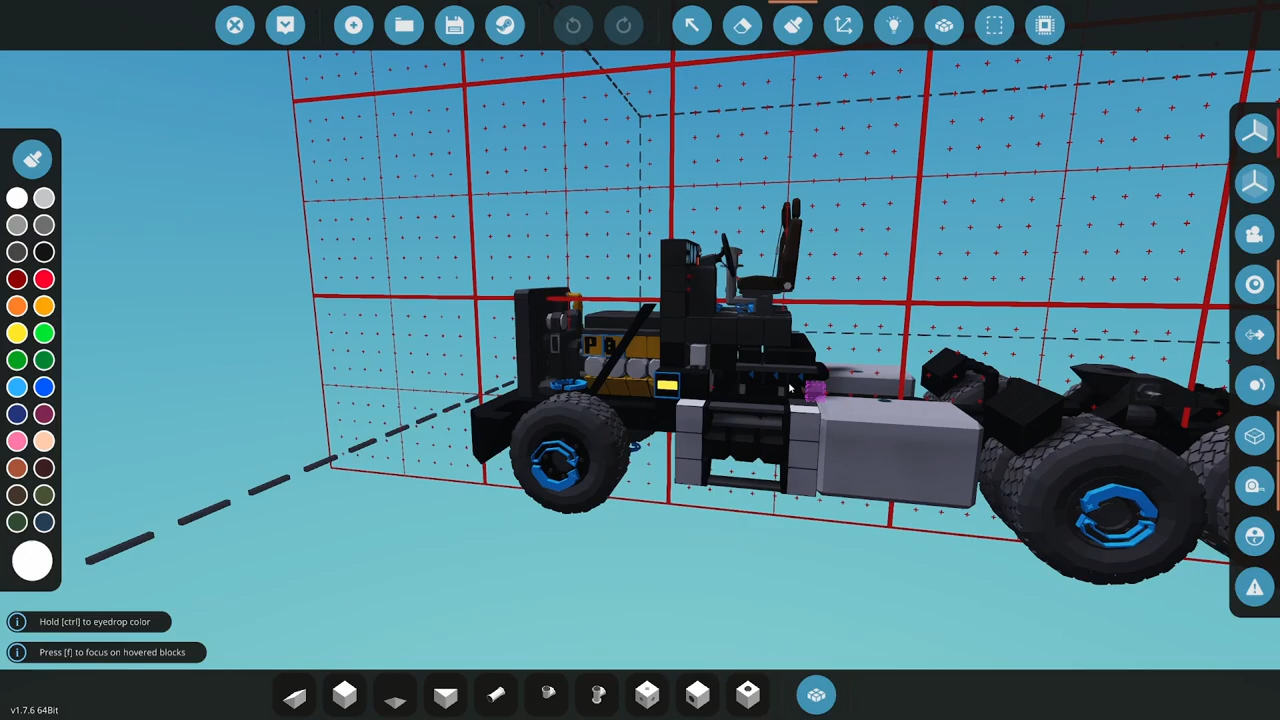 Hold [ctrl] to eyedrop color
Press [f] to focus on hovered blocks
v1.7.6 64Bit